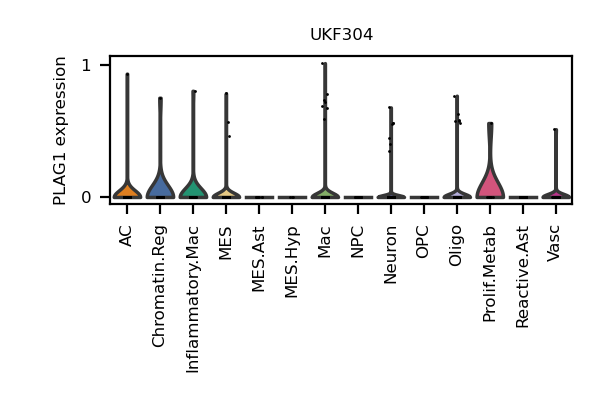 UKF304
PLAG1 expression
1
0
AC
Chromatin.Reg
Inflammatory.Mac
MES
MES.Ast
MES.Hyp
Mac
NPC
Neuron
OPC
Oligo
Prolif.Metab
Reactive.Ast
Vasc